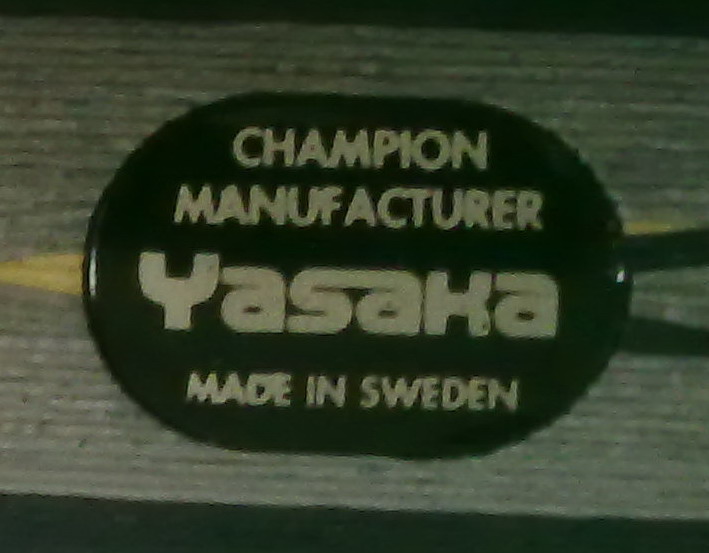 CHAMPION
MANUFACTURER
Yasaka
MADE IN SWEDEN